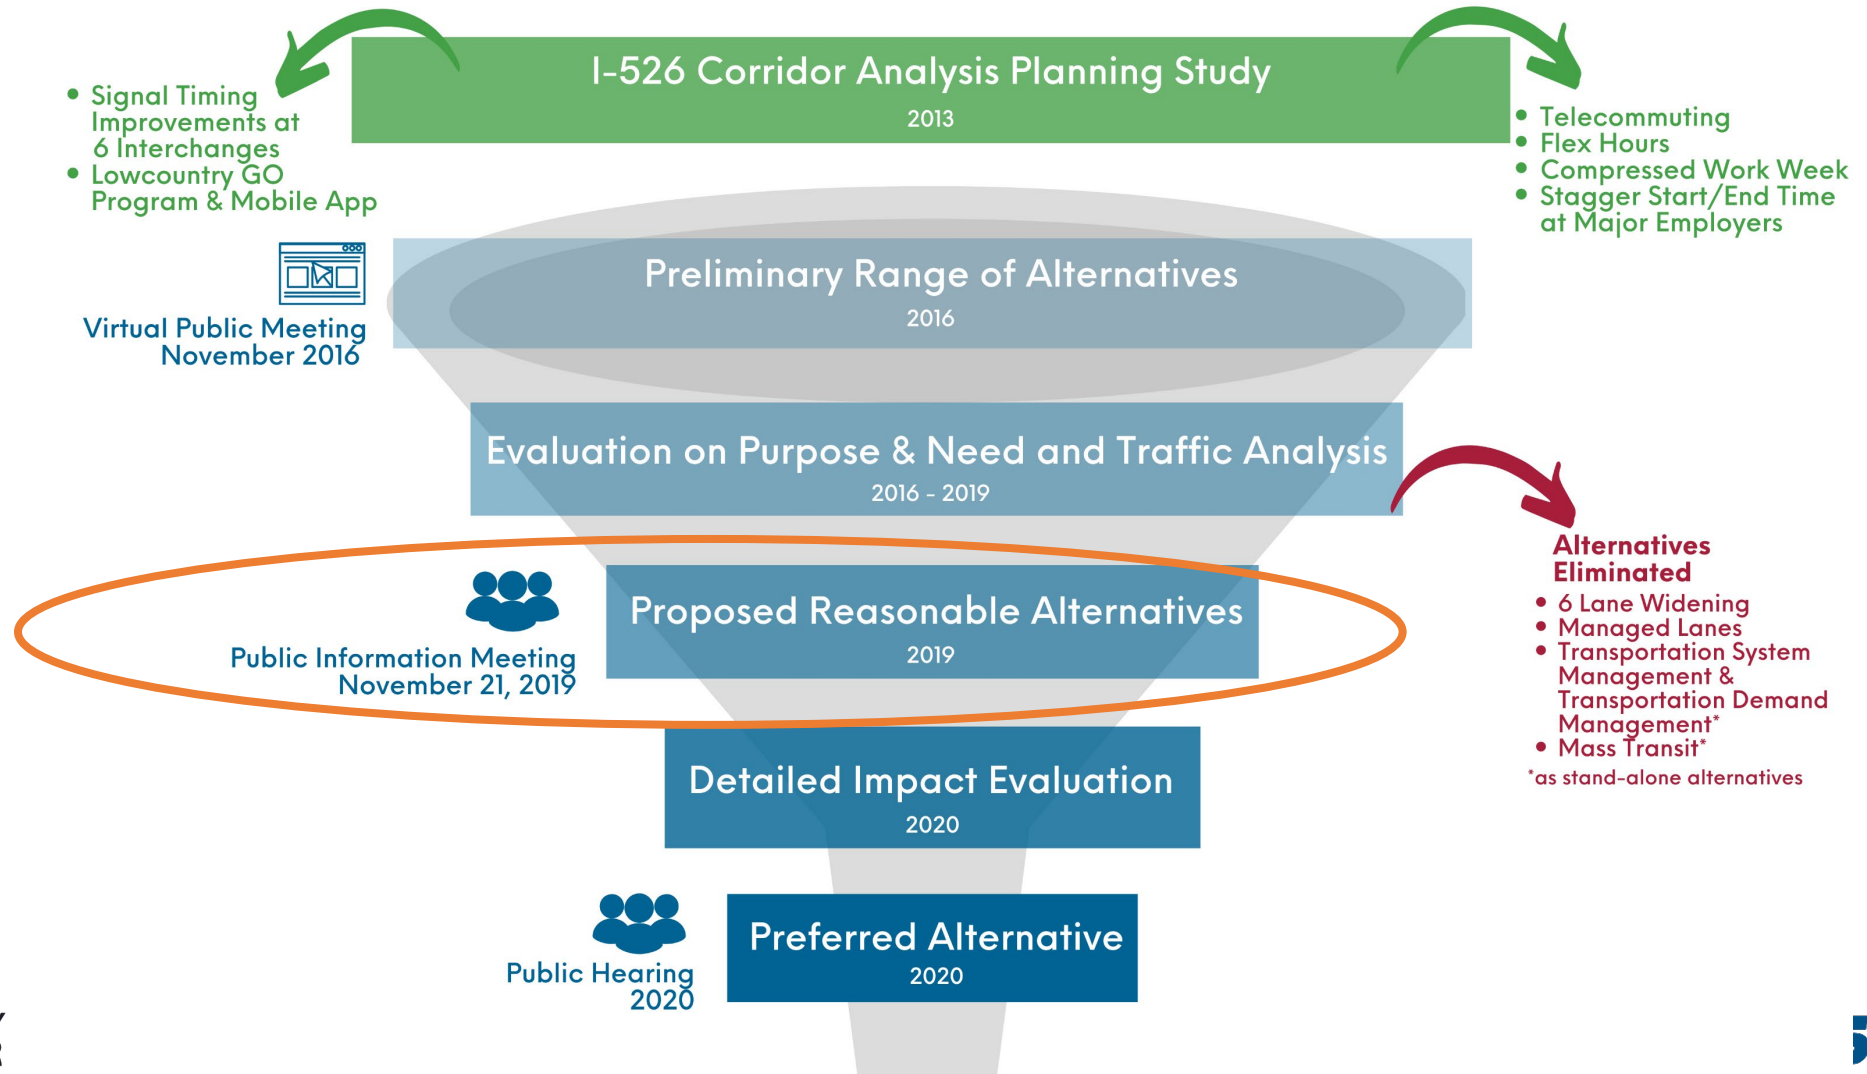 I-526 Corridor Analysis Planning Study
2013
• Signal Timing
Improvements at
6 Interchanges
• Lowcountry GO
Program & Mobile App
• Telecommuting
• Flex Hours
• Compressed Work Week
• Stagger Start/End Time
at Major Employers
Preliminary Range of Alternatives
2016
Virtual Public Meeting
November 2016
Evaluation on Purpose & Need and Traffic Analysis
2016 - 2019
Alternatives
Eliminated
• 6 Lane Widening
• Managed Lanes
• Transportation System
Management &
Transportation Demand
Management*
• Mass Transit*
*as stand-alone alternatives
Proposed Reasonable Alternatives
2019
Public Information Meeting
November 21, 2019
Detailed Impact Evaluation
2020
Preferred Alternative
2020
Public Hearing
2020